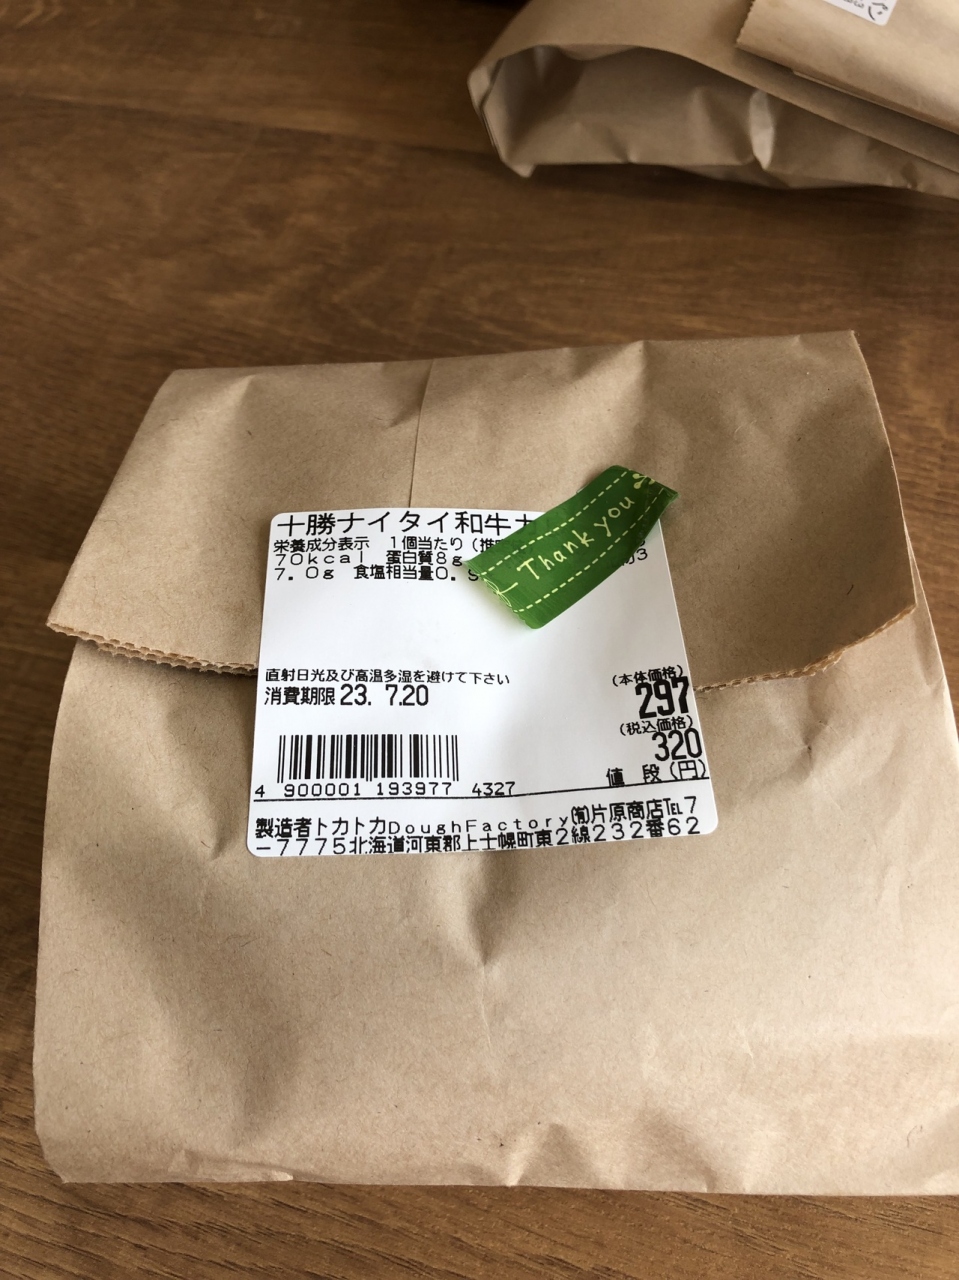 十勝ナイタイ和牛カ
栄養成分表示 1個当たり(推
70kcal 蛋白質8g 3
7.0g 食塩相当量0.9
Thank you
直射日光及び高温多湿を避けて下さい
(本体価格)
消費期限 23. 7.20
297
(税込価格)
320
値 段 (円)
4 900001 193977 4327
製造者トカトカDoughFactory㈲片原商店℡7
-7775北海道河東郡上士幌町東2線232番62